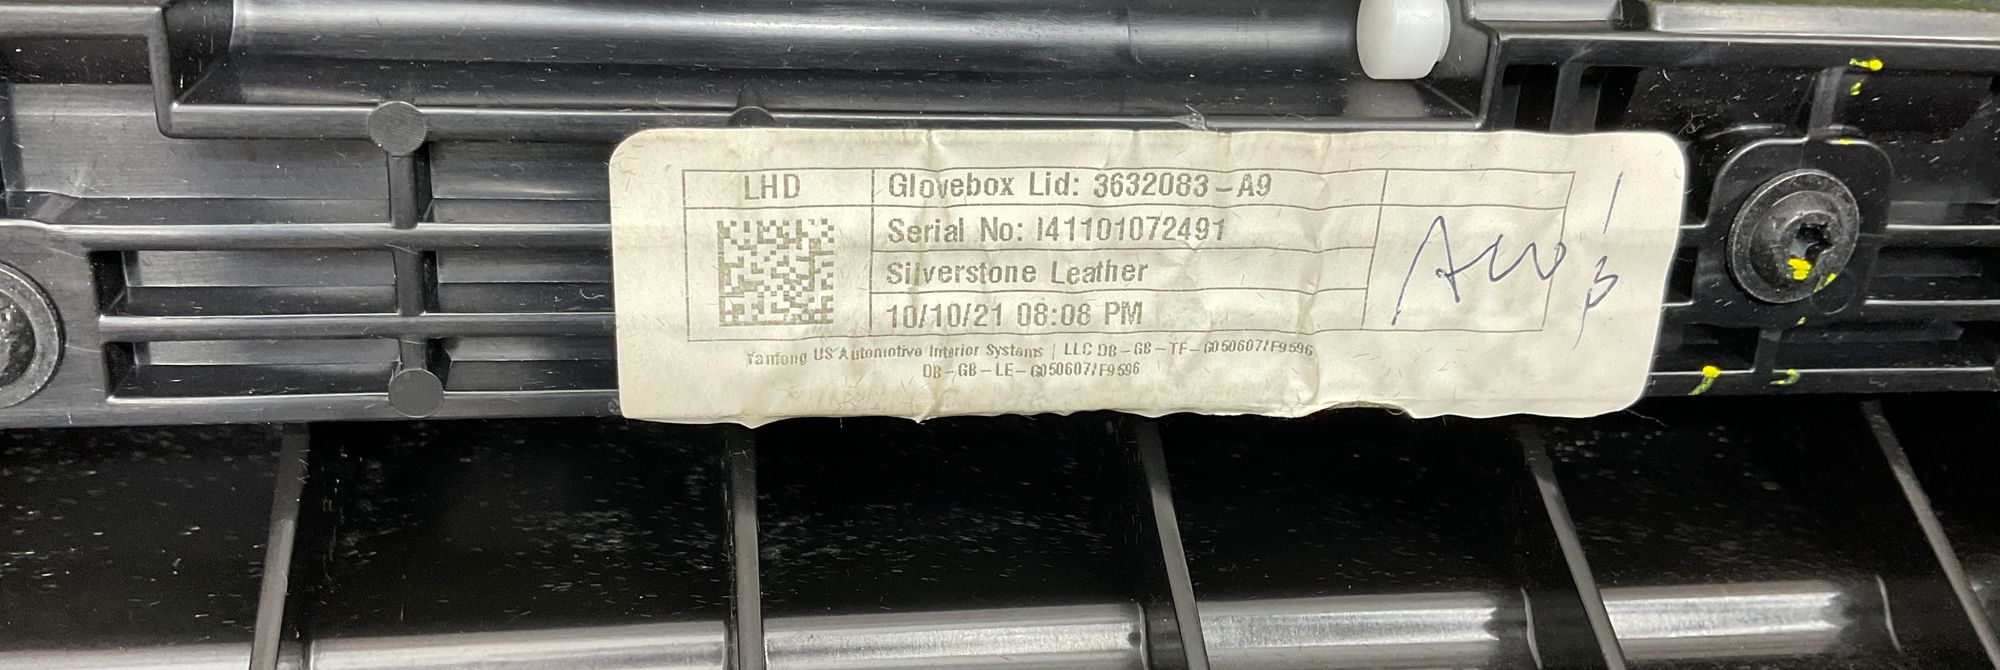 LHD
Glovebox Lid: 3632083-A9
Serial No: I41101072491
Silverstone Leather
10/10/21 08:08 PM
Yanfeng US Automotive Interior Systems | LLC DB-GB-TF-G050607/F9596
DB-GB-LE-G050607/F9596